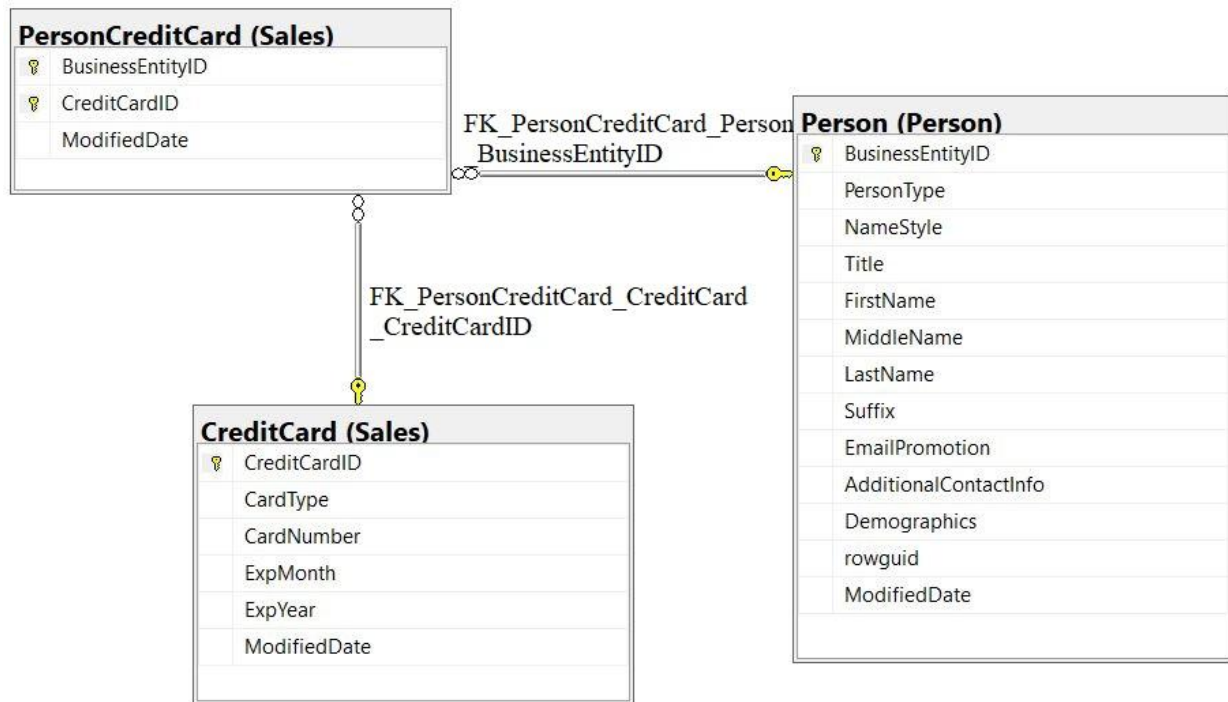 PersonCreditCard (Sales)
BusinessEntityID
CreditCardID
ModifiedDate
FK_PersonCreditCard_Person
_BusinessEntityID
Person (Person)
BusinessEntityID
PersonType
NameStyle
Title
FirstName
MiddleName
LastName
Suffix
EmailPromotion
AdditionalContactInfo
Demographics
rowguid
ModifiedDate
FK_PersonCreditCard_CreditCard
_CreditCardID
CreditCard (Sales)
CreditCardID
CardType
CardNumber
ExpMonth
ExpYear
ModifiedDate